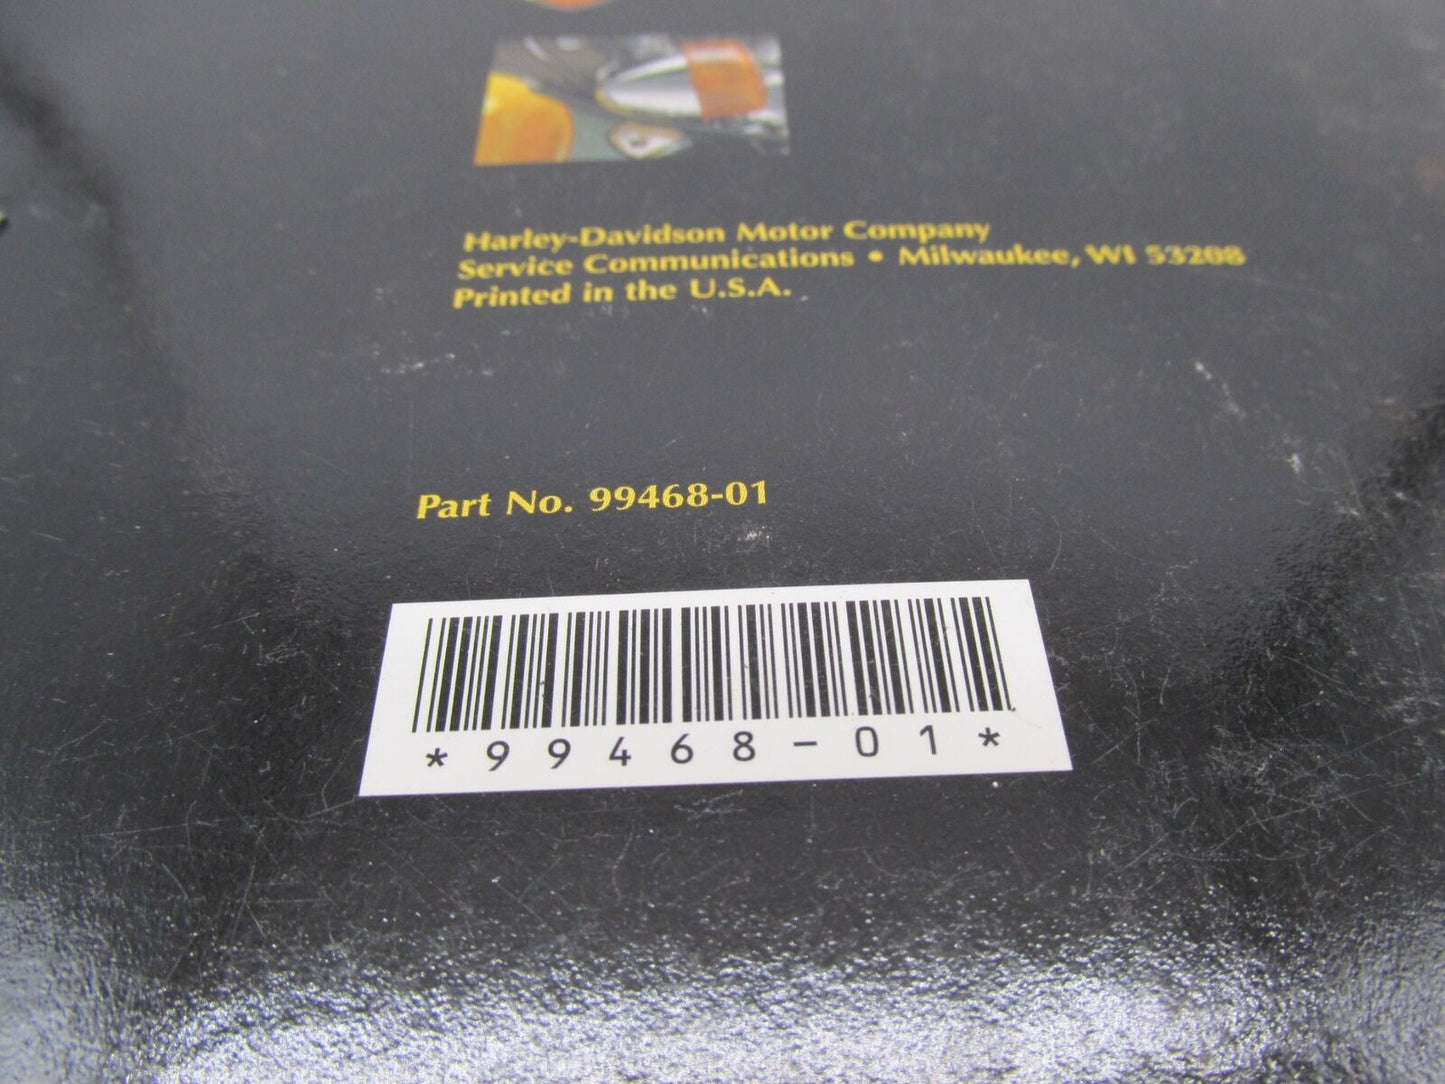 Harley-Davidson Motor Company
Service Communications • Milwaukee, WI 53208
Printed in the U.S.A.
Part No. 99468-01
*99468-01*